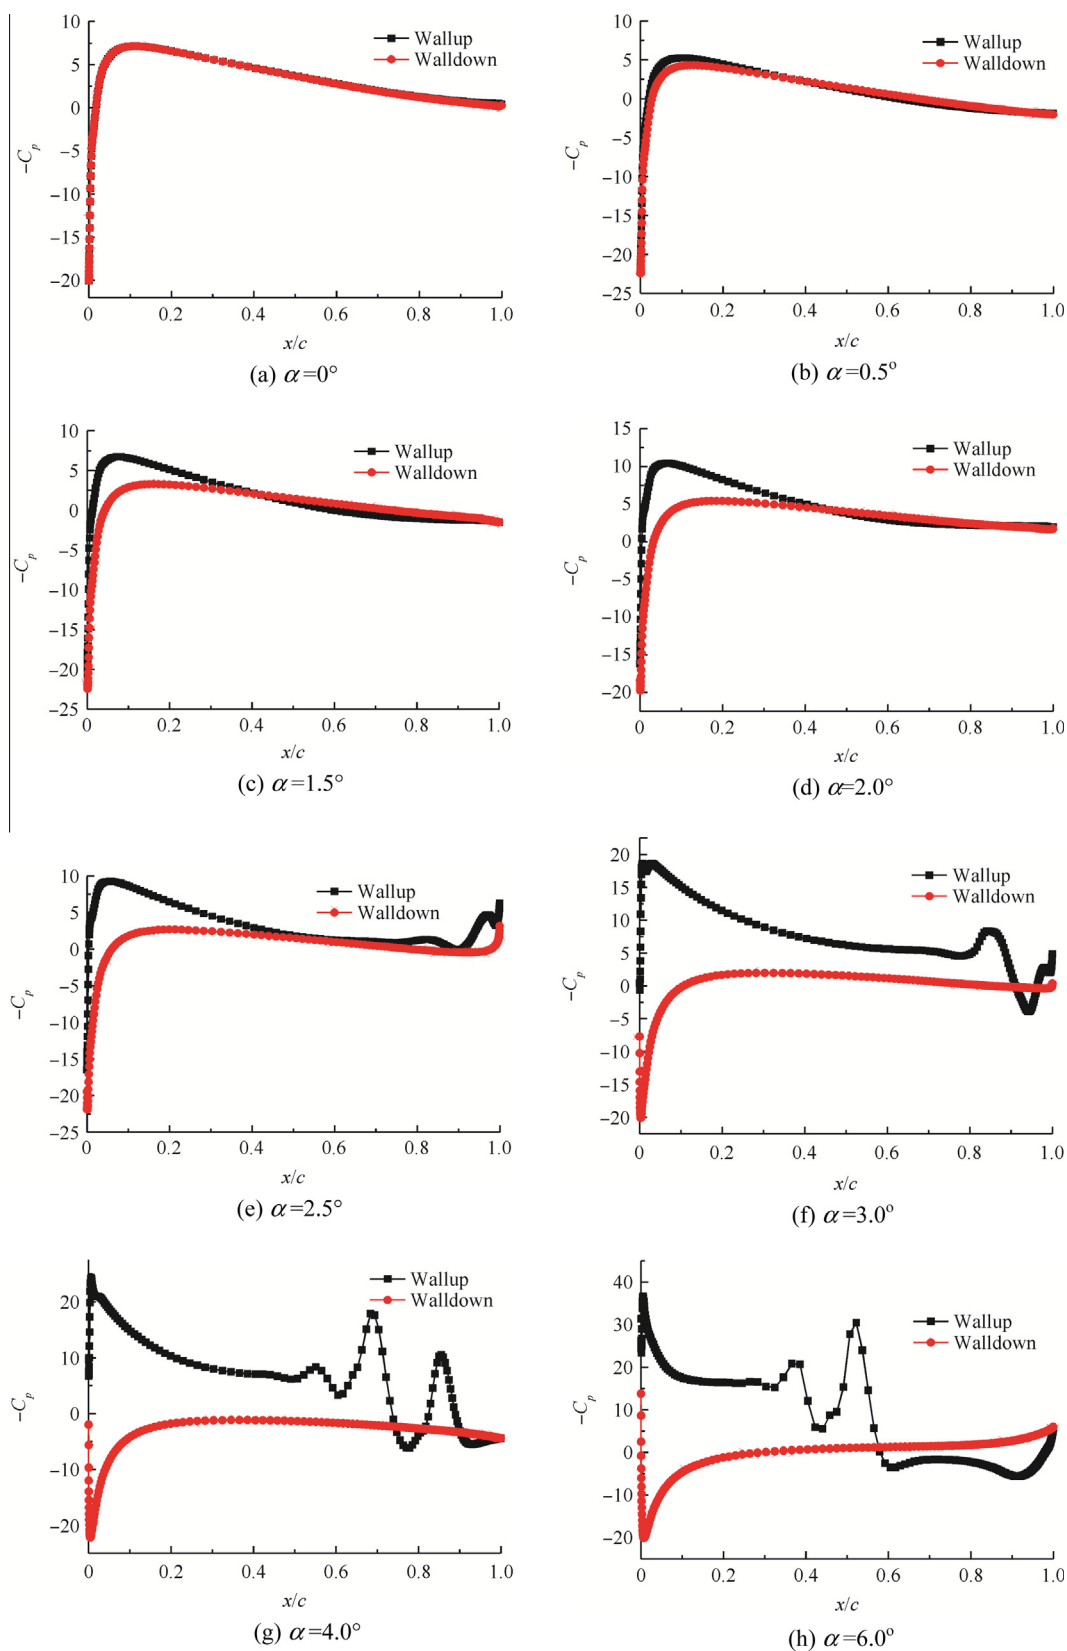 10
5
0
−5
−10
−15
−20
−C_p
Wallup
Walldown
0 0.2 0.4 0.6 0.8 1.0
x/c
(a) α=0°
10
5
0
−5
−10
−15
−20
−25
−C_p
Wallup
Walldown
0 0.2 0.4 0.6 0.8 1.0
x/c
(b) α=0.5°
10
5
0
−5
−10
−15
−20
−25
−C_p
Wallup
Walldown
0 0.2 0.4 0.6 0.8 1.0
x/c
(c) α=1.5°
15
10
5
0
−5
−10
−15
−20
−C_p
Wallup
Walldown
0 0.2 0.4 0.6 0.8 1.0
x/c
(d) α=2.0°
10
5
0
−5
−10
−15
−20
−25
−C_p
Wallup
Walldown
0 0.2 0.4 0.6 0.8 1.0
x/c
(e) α=2.5°
20
15
10
5
0
−5
−10
−15
−20
−C_p
Wallup
Walldown
0 0.2 0.4 0.6 0.8 1.0
x/c
(f) α=3.0°
20
10
0
−10
−20
−C_p
Wallup
Walldown
0 0.2 0.4 0.6 0.8 1.0
x/c
(g) α=4.0°
40
30
20
10
0
−10
−20
−C_p
Wallup
Walldown
0 0.2 0.4 0.6 0.8 1.0
x/c
(h) α=6.0°